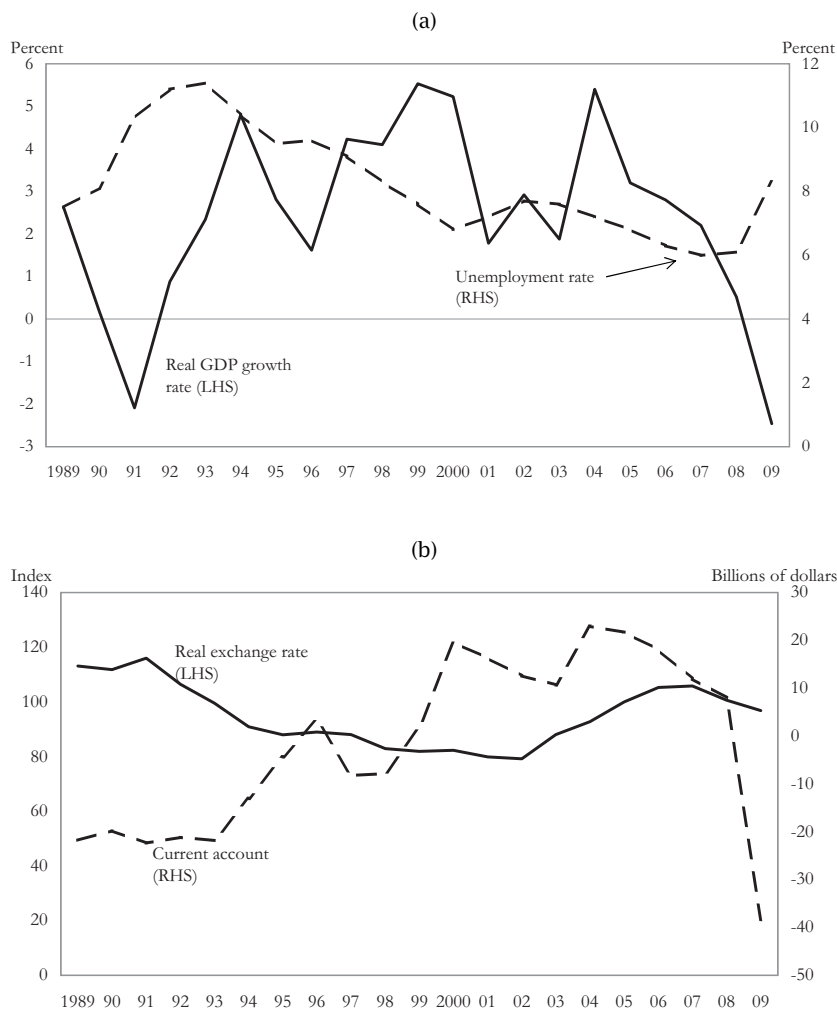 (a)
Percent Percent
6 12
5 10
4
3 8
2 6
Unemployment rate
(RHS)
1
0 4
Real GDP growth
rate (LHS)
-1 2
-2
-3 0
1989 90 91 92 93 94 95 96 97 98 99 2000 01 02 03 04 05 06 07 08 09
(b)
Index Billions of dollars
140 30
120 20
Real exchange rate
(LHS)
100 10
0
80 -10
60 -20
Current account
(RHS)
40 -30
20 -40
0 -50
1989 90 91 92 93 94 95 96 97 98 99 2000 01 02 03 04 05 06 07 08 09